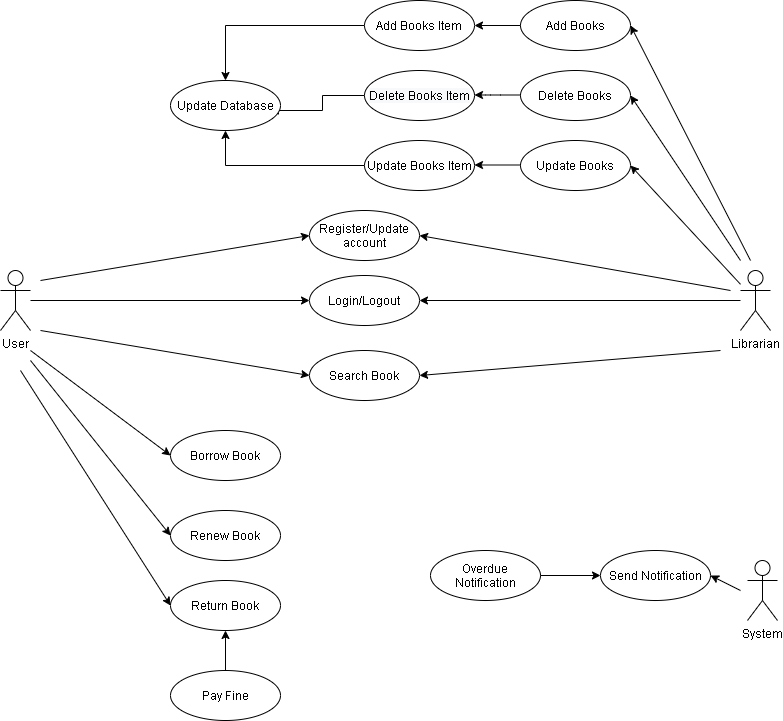 Add Books Item
Add Books
Update Database
Delete Books Item
Delete Books
Update Books Item
Update Books
Register/Update
account
Login/Logout
User
Librarian
Search Book
Borrow Book
Renew Book
Overdue
Notification
Send Notification
Return Book
System
Pay Fine